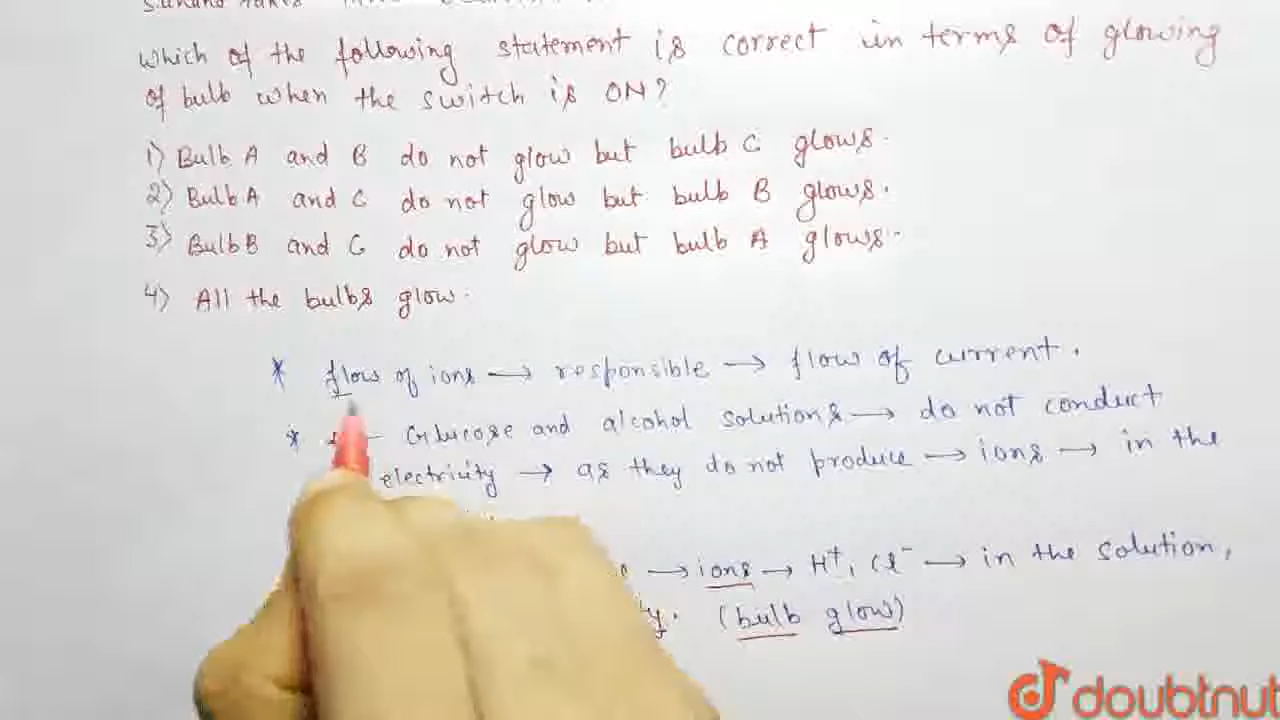 which of the following statement is correct in terms of glowing
of bulb when the switch is ON?
1) Bulb A and B do not glow but bulb C glows.
2) Bulb A and C do not glow but bulb B glows.
3) Bulb B and C do not glow but bulb A glows.
4) All the bulbs glow.
* flow of ions → responsible → flow of current.
* Glucose and alcohol solutions → do not conduct
electricity → as they do not produce → ions → in the
→ ions → H+, Cl- → in the solution,
(bulb glow)
doubtnut